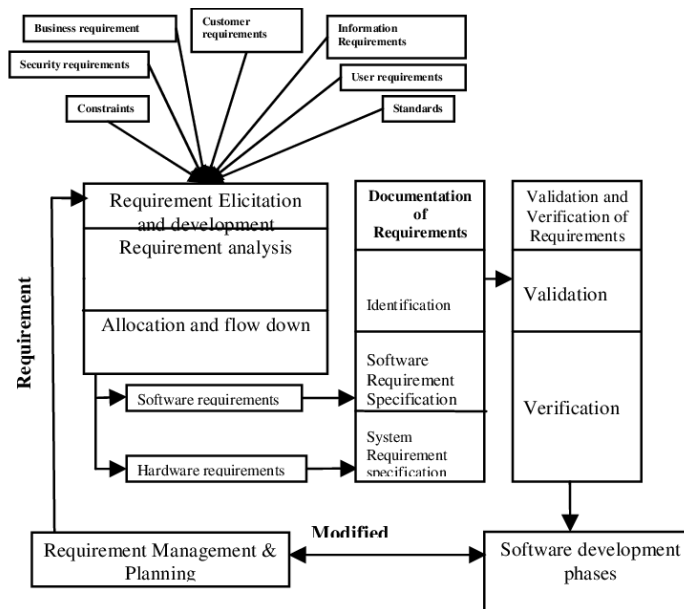 Business requirement
Customer
requirements
Information
Requirements
Security requirements
User requirements
Constraints
Standards
Requirement Elicitation
and development
Requirement analysis
Allocation and flow down
Documentation
of
Requirements
Identification
Software
Requirement
Specification
System
Requirement
specification
Validation and
Verification of
Requirements
Validation
Verification
Requirement
Software requirements
Hardware requirements
Modified
Requirement Management &
Planning
Software development
phases